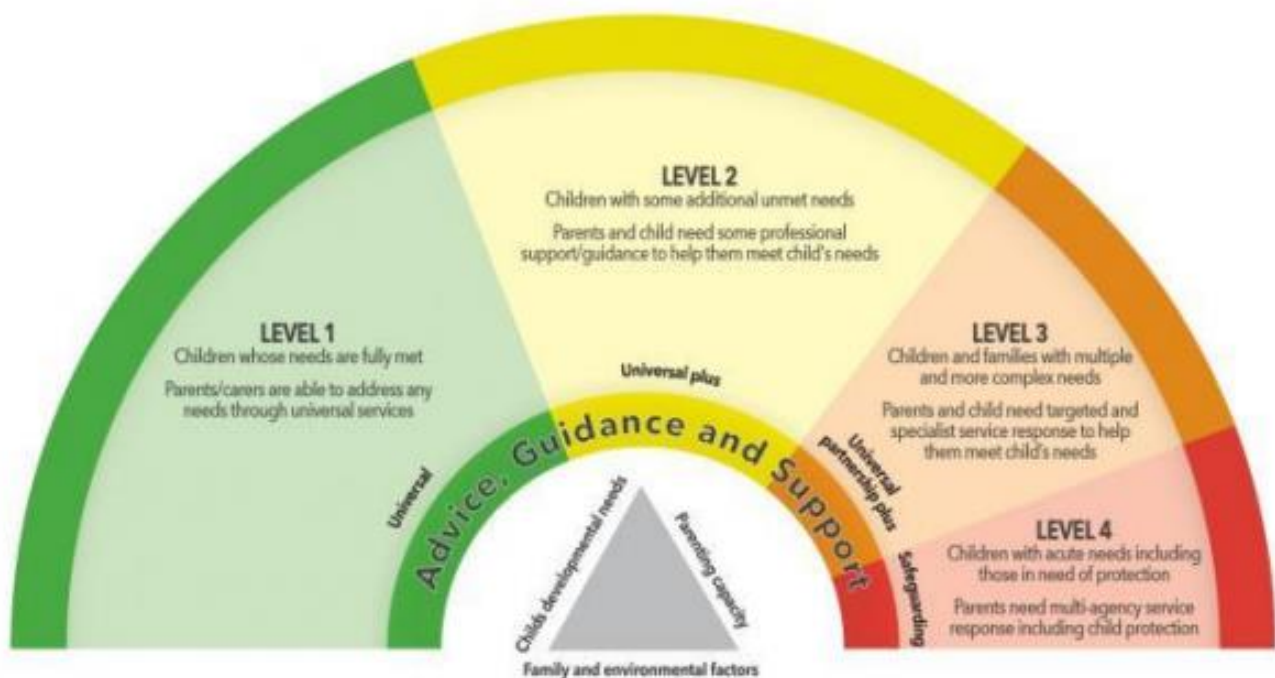 LEVEL 1
Children whose needs are fully met
Parents/carers are able to address any
needs through universal services
Universal
LEVEL 2
Children with some additional unmet needs
Parents and child need some professional
support/guidance to help them meet child's needs
Universal plus
LEVEL 3
Children and families with multiple
and more complex needs
Parents and child need targeted and
specialist service response to help
them meet child's needs
Universal
partnership plus
LEVEL 4
Children with acute needs including
those in need of protection
Parents need multi-agency service
response including child protection
Safeguarding
Advice, Guidance and Support
Childs developmental needs
Parenting capacity
Family and environmental factors